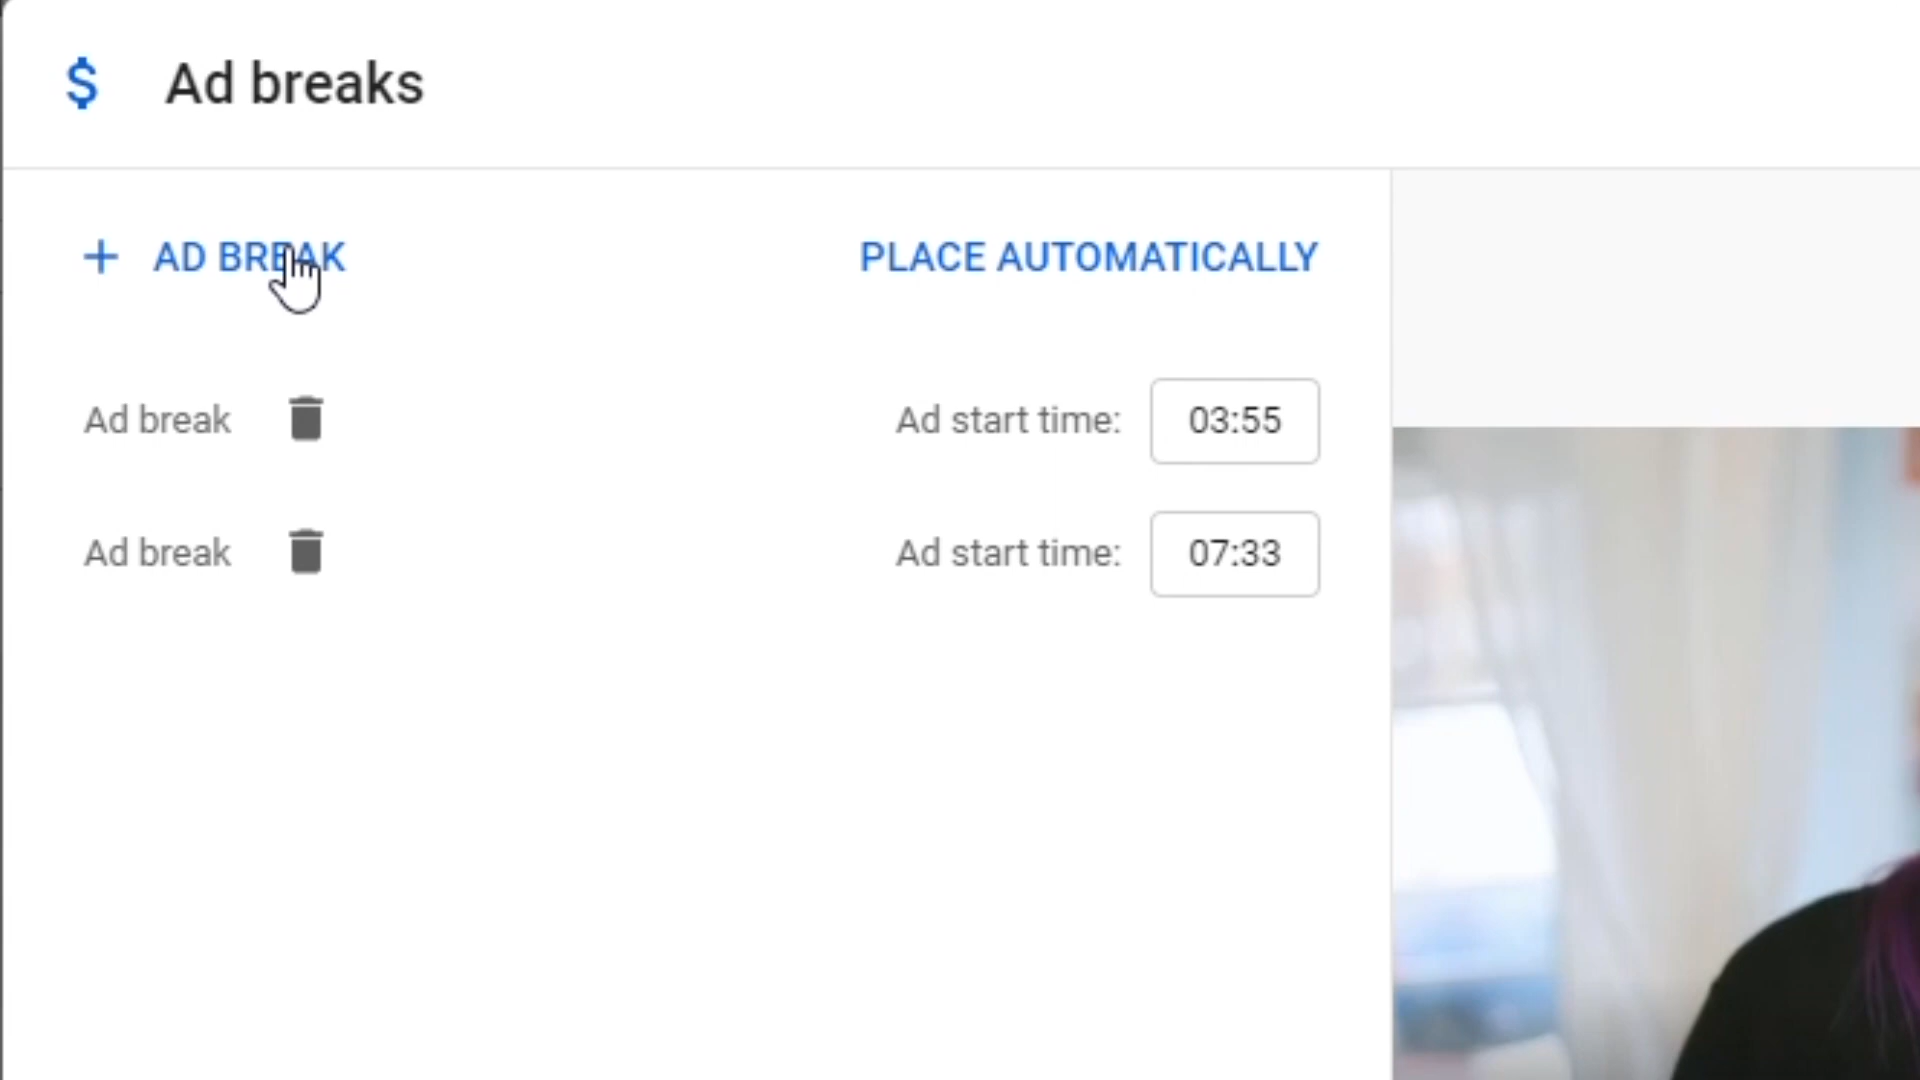 $ Ad breaks
+ AD BREAK PLACE AUTOMATICALLY
Ad break Ad start time: 03:55
Ad break Ad start time: 07:33